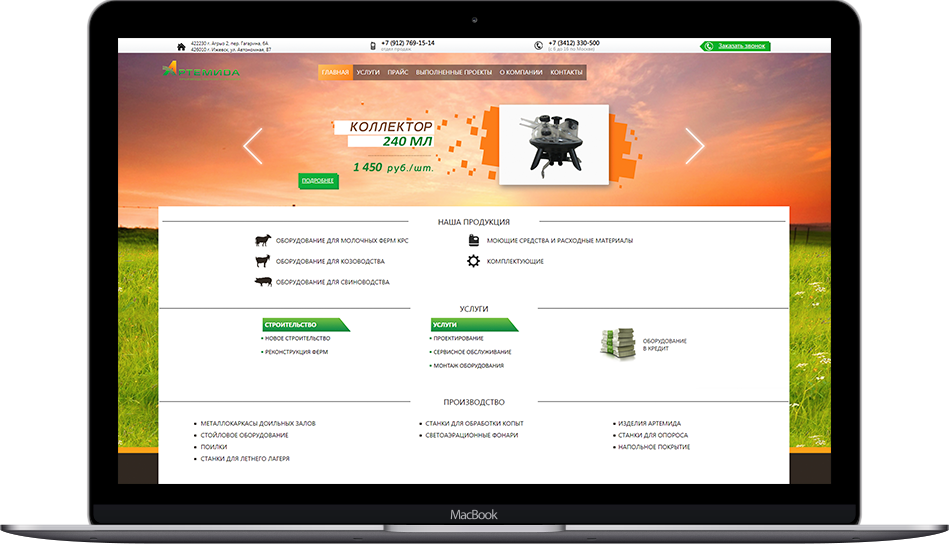 422230 г. Агрыз 2, пер. Гагарина, 6А
426010 г. Ижевск, ул. Автономная, 87
+7 (912) 769-15-14
отдел продаж
+7 (3412) 330-500
(с 8 до 18 по Москве)
Заказать звонок
АРТЕМИДА
ГЛАВНАЯ УСЛУГИ ПРАЙС ВЫПОЛНЕННЫЕ ПРОЕКТЫ О КОМПАНИИ КОНТАКТЫ
КОЛЛЕКТОР
240 МЛ
1 450 руб./шт.
ПОДРОБНЕЕ
НАША ПРОДУКЦИЯ
ОБОРУДОВАНИЕ ДЛЯ МОЛОЧНЫХ ФЕРМ КРС
ОБОРУДОВАНИЕ ДЛЯ КОЗОВОДСТВА
ОБОРУДОВАНИЕ ДЛЯ СВИНОВОДСТВА
МОЮЩИЕ СРЕДСТВА И РАСХОДНЫЕ МАТЕРИАЛЫ
КОМПЛЕКТУЮЩИЕ
УСЛУГИ
СТРОИТЕЛЬСТВО
• НОВОЕ СТРОИТЕЛЬСТВО
• РЕКОНСТРУКЦИЯ ФЕРМ
УСЛУГИ
• ПРОЕКТИРОВАНИЕ
• СЕРВИСНОЕ ОБСЛУЖИВАНИЕ
• МОНТАЖ ОБОРУДОВАНИЯ
ОБОРУДОВАНИЕ
В КРЕДИТ
ПРОИЗВОДСТВО
• МЕТАЛЛОКАРКАСЫ ДОИЛЬНЫХ ЗАЛОВ
• СТОЙЛОВОЕ ОБОРУДОВАНИЕ
• ПОИЛКИ
• СТАНКИ ДЛЯ ЛЕТНЕГО ЛАГЕРЯ
• СТАНКИ ДЛЯ ОБРАБОТКИ КОПЫТ
• СВЕТОАЭРАЦИОННЫЕ ФОНАРИ
• ИЗДЕЛИЯ АРТЕМИДА
• СТАНКИ ДЛЯ ОПОРОСА
• НАПОЛЬНОЕ ПОКРЫТИЕ
MacBook